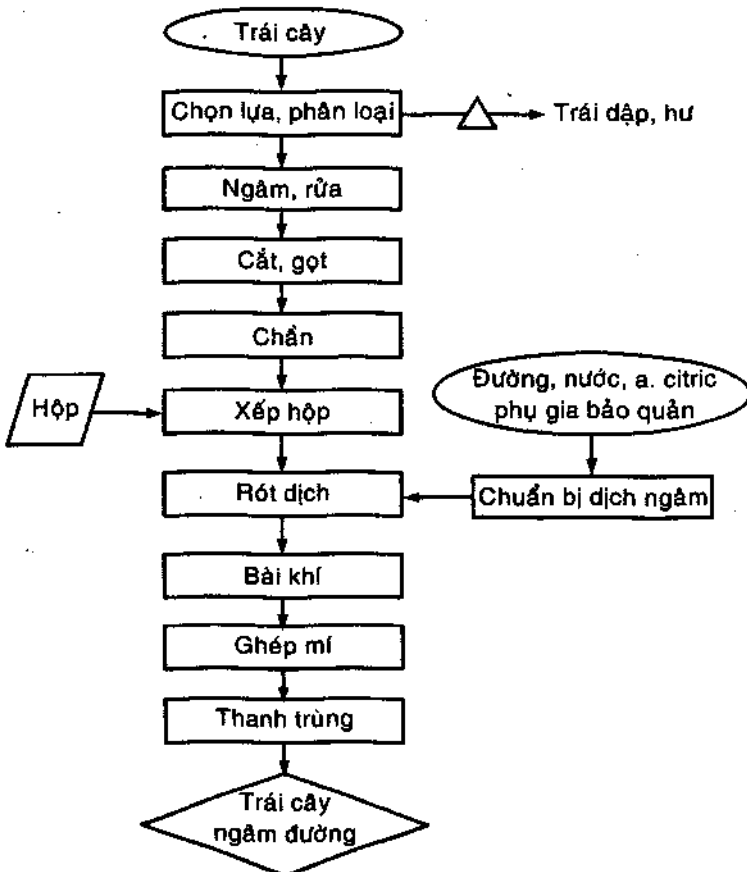 Trái cây
Chọn lựa, phân loại
Trái dập, hư
Ngâm, rửa
Cắt, gọt
Chần
Hộp
Xếp hộp
Đường, nước, a. citric
phụ gia bảo quản
Rót dịch
Chuẩn bị dịch ngâm
Bài khí
Ghép mí
Thanh trùng
Trái cây
ngâm đường